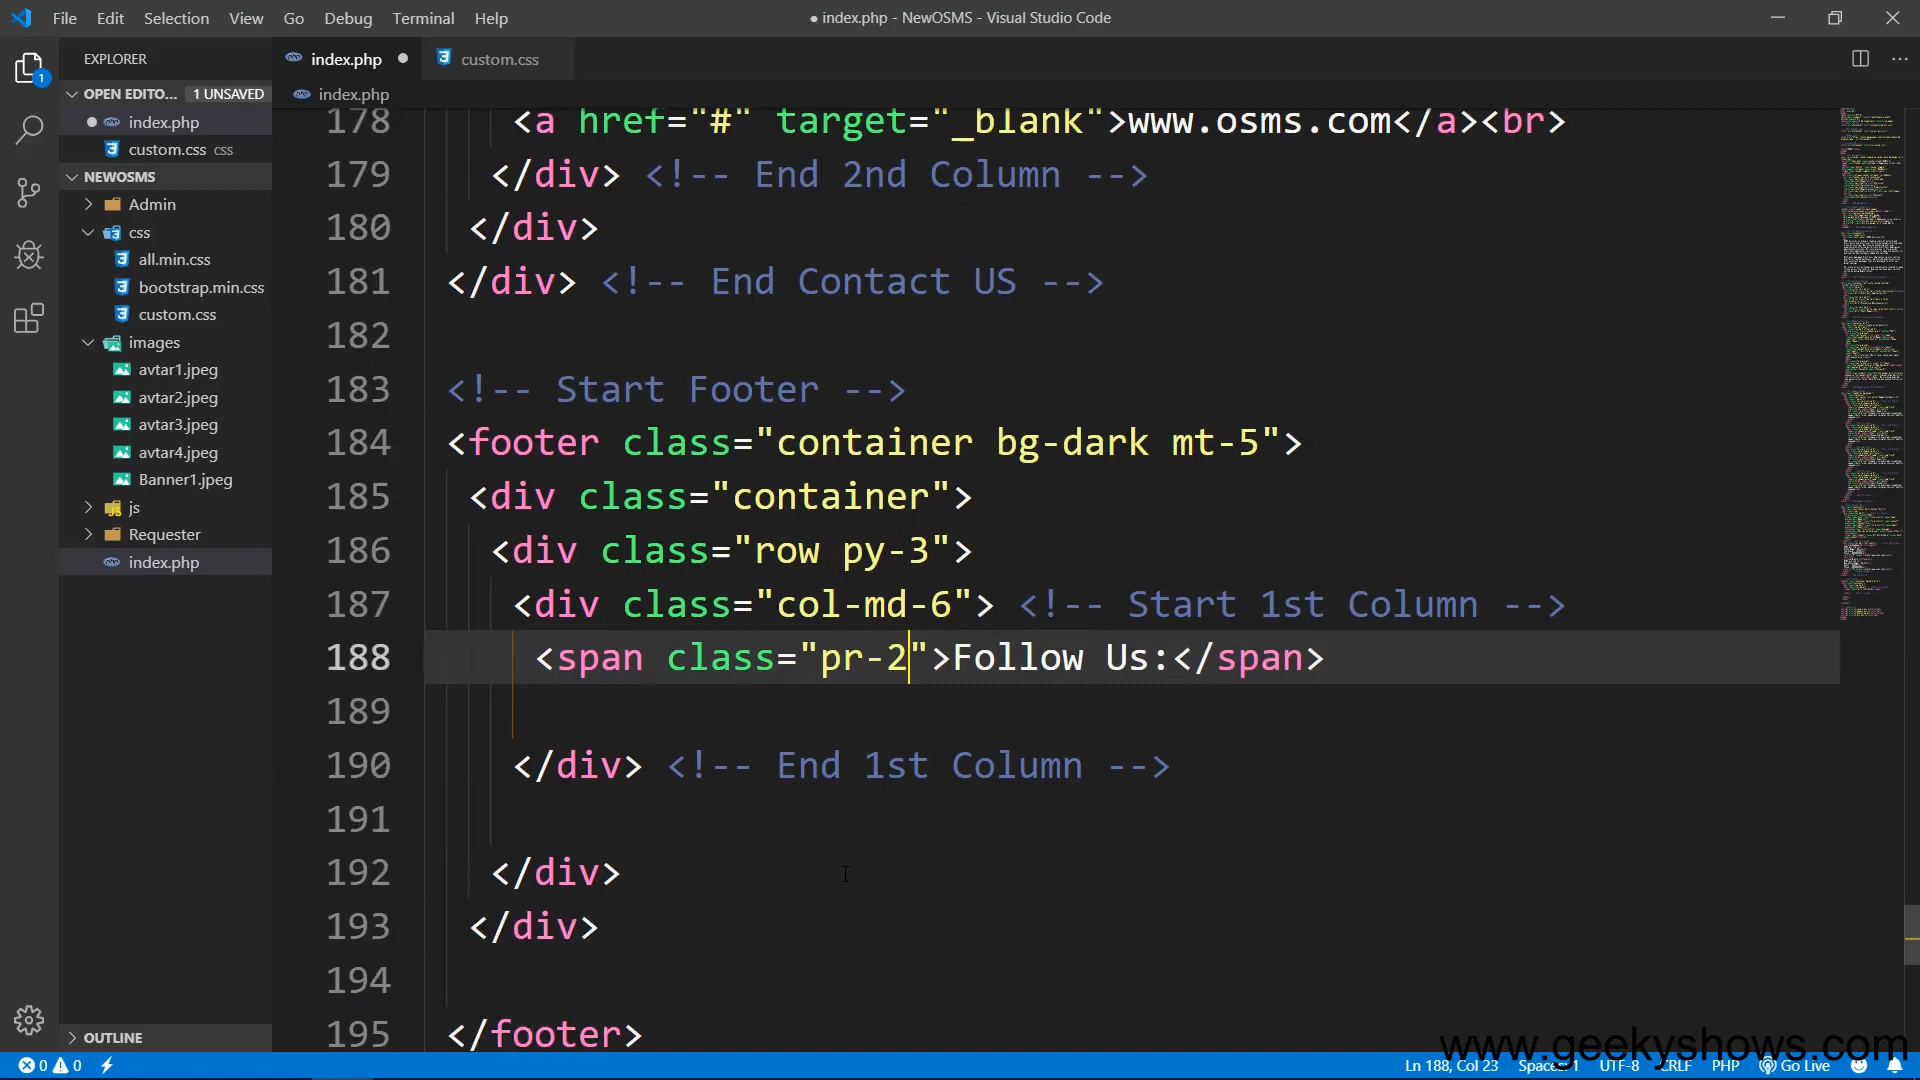 File Edit Selection View Go Debug Terminal Help
● index.php - NewOSMS - Visual Studio Code
EXPLORER
index.php
custom.css
OPEN EDITO... 1 UNSAVED
index.php
index.php
custom.css css
NEWOSMS
Admin
css
all.min.css
bootstrap.min.css
custom.css
images
avtar1.jpeg
avtar2.jpeg
avtar3.jpeg
avtar4.jpeg
Banner1.jpeg
js
Requester
index.php
OUTLINE
178 <a href="#" target="_blank">www.osms.com</a><br>
179 </div> <!-- End 2nd Column -->
180 </div>
181 </div> <!-- End Contact US -->
182
183 <!-- Start Footer -->
184 <footer class="container bg-dark mt-5">
185 <div class="container">
186 <div class="row py-3">
187 <div class="col-md-6"> <!-- Start 1st Column -->
188 <span class="pr-2">Follow Us:</span>
189
190 </div> <!-- End 1st Column -->
191
192 </div>
193 </div>
194
195 </footer>
www.geekyshows.com
0 0 Ln 188, Col 23 Spaces: 1 UTF-8 CRLF PHP Go Live